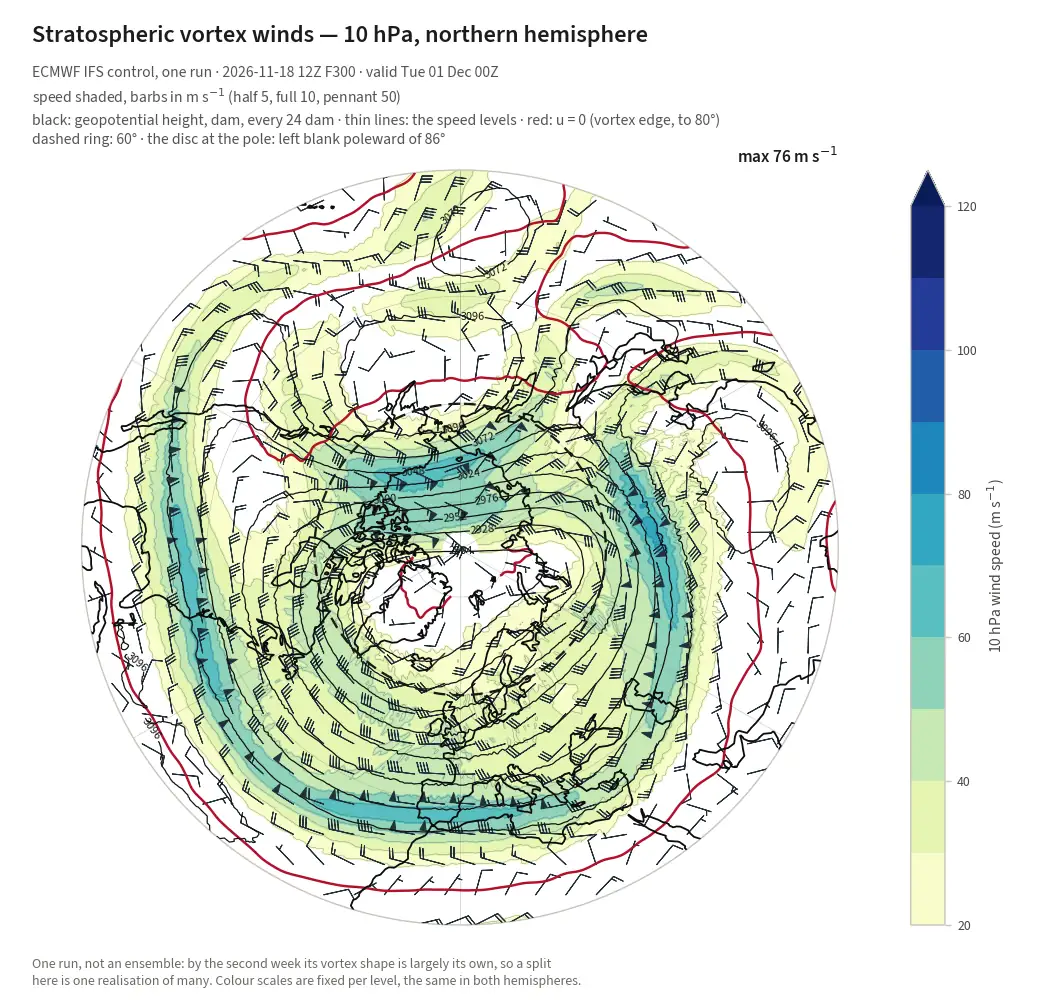 Stratospheric vortex winds — 10 hPa, northern hemisphere
ECMWF IFS control, one run · 2026-11-18 12Z F300 · valid Tue 01 Dec 00Z
speed shaded, barbs in m s⁻¹ (half 5, full 10, pennant 50)
black: geopotential height, dam, every 24 dam · thin lines: the speed levels · red: u = 0 (vortex edge, to 80°)
dashed ring: 60° · the disc at the pole: left blank poleward of 86°
max 76 m s⁻¹
3072
3096
3072
3096
3024
2976
2928
3096
3096
120
100
80
60
40
20
10 hPa wind speed (m s⁻¹)
One run, not an ensemble: by the second week its vortex shape is largely its own, so a split
here is one realisation of many. Colour scales are fixed per level, the same in both hemispheres.